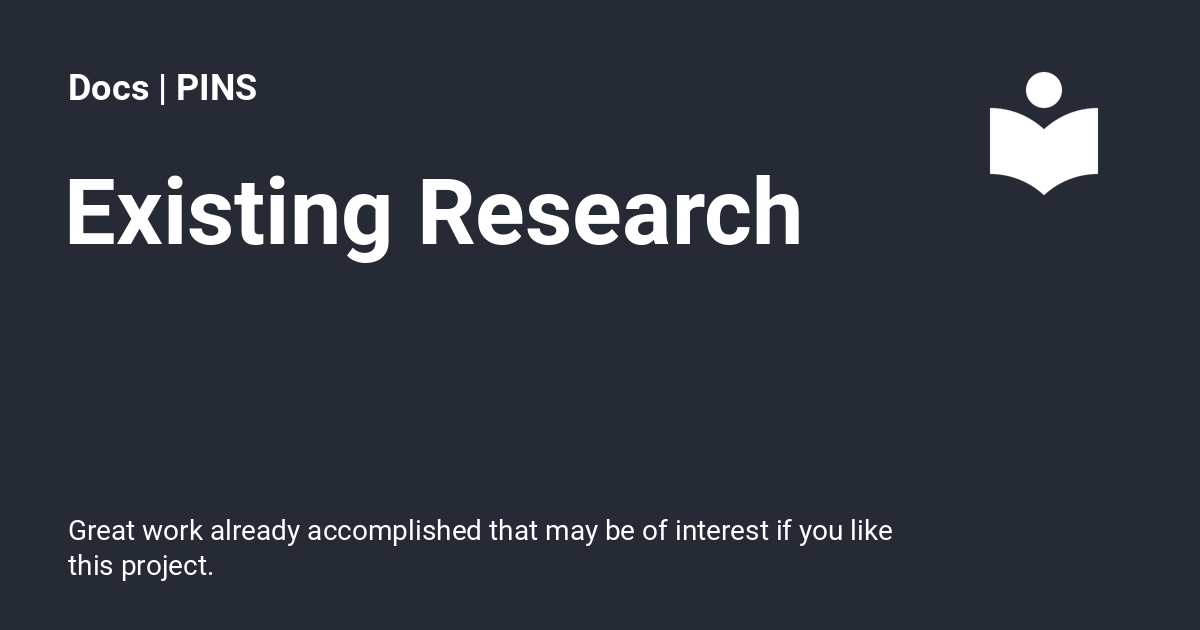 Docs | PINS
Existing Research
Great work already accomplished that may be of interest if you like
this project.